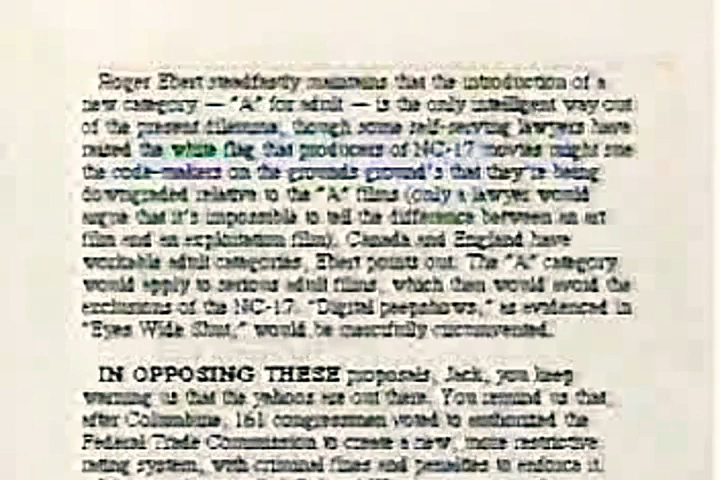 Roger Ebert steadfastly maintains that the introduction of a
new category — "A" for adult — is the only intelligent way out
of the present dilemma, though some self-serving lawyers have
raised the white flag that producers of NC-17 movies might sue
the code-makers on the grounds ground's that they're being
downgraded relative to the "A" films (only a lawyer would
argue that it's impossible to tell the difference between an art
film and an exploitation film). Canada and England have
workable adult categories, Ebert points out. The "A" category
would apply to serious adult films, which then would avoid the
exclusions of the NC-17. "Digital peepshows," as evidenced in
"Eyes Wide Shut," would be mercifully circumvented.
IN OPPOSING THESE proposals, Jack, you keep
warning us that the yahoos are out there. You remind us that
after Columbine, 161 congressmen voted to authorized the
Federal Trade Commission to create a new, more restrictive
rating system, with criminal fines and penalties to enforce it.